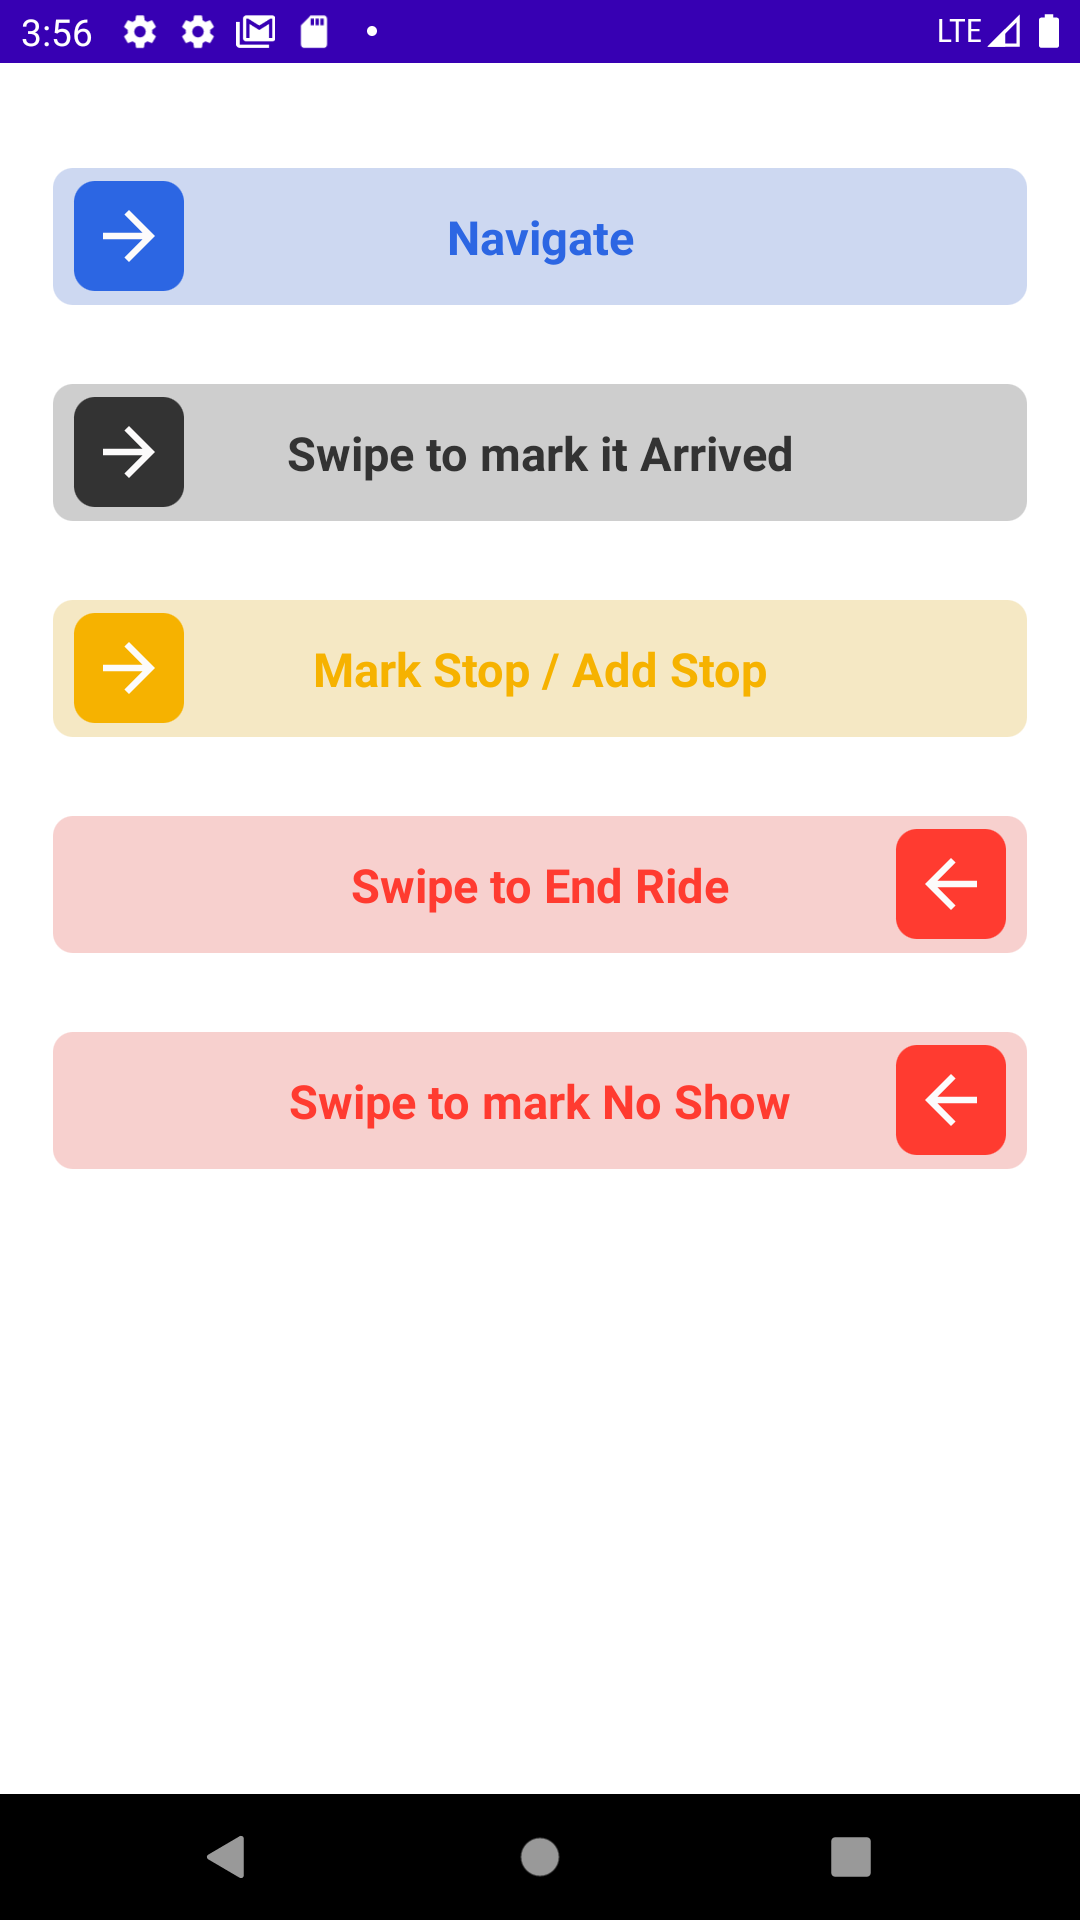 3:56 LTE
Navigate
Swipe to mark it Arrived
Mark Stop / Add Stop
Swipe to End Ride
Swipe to mark No Show